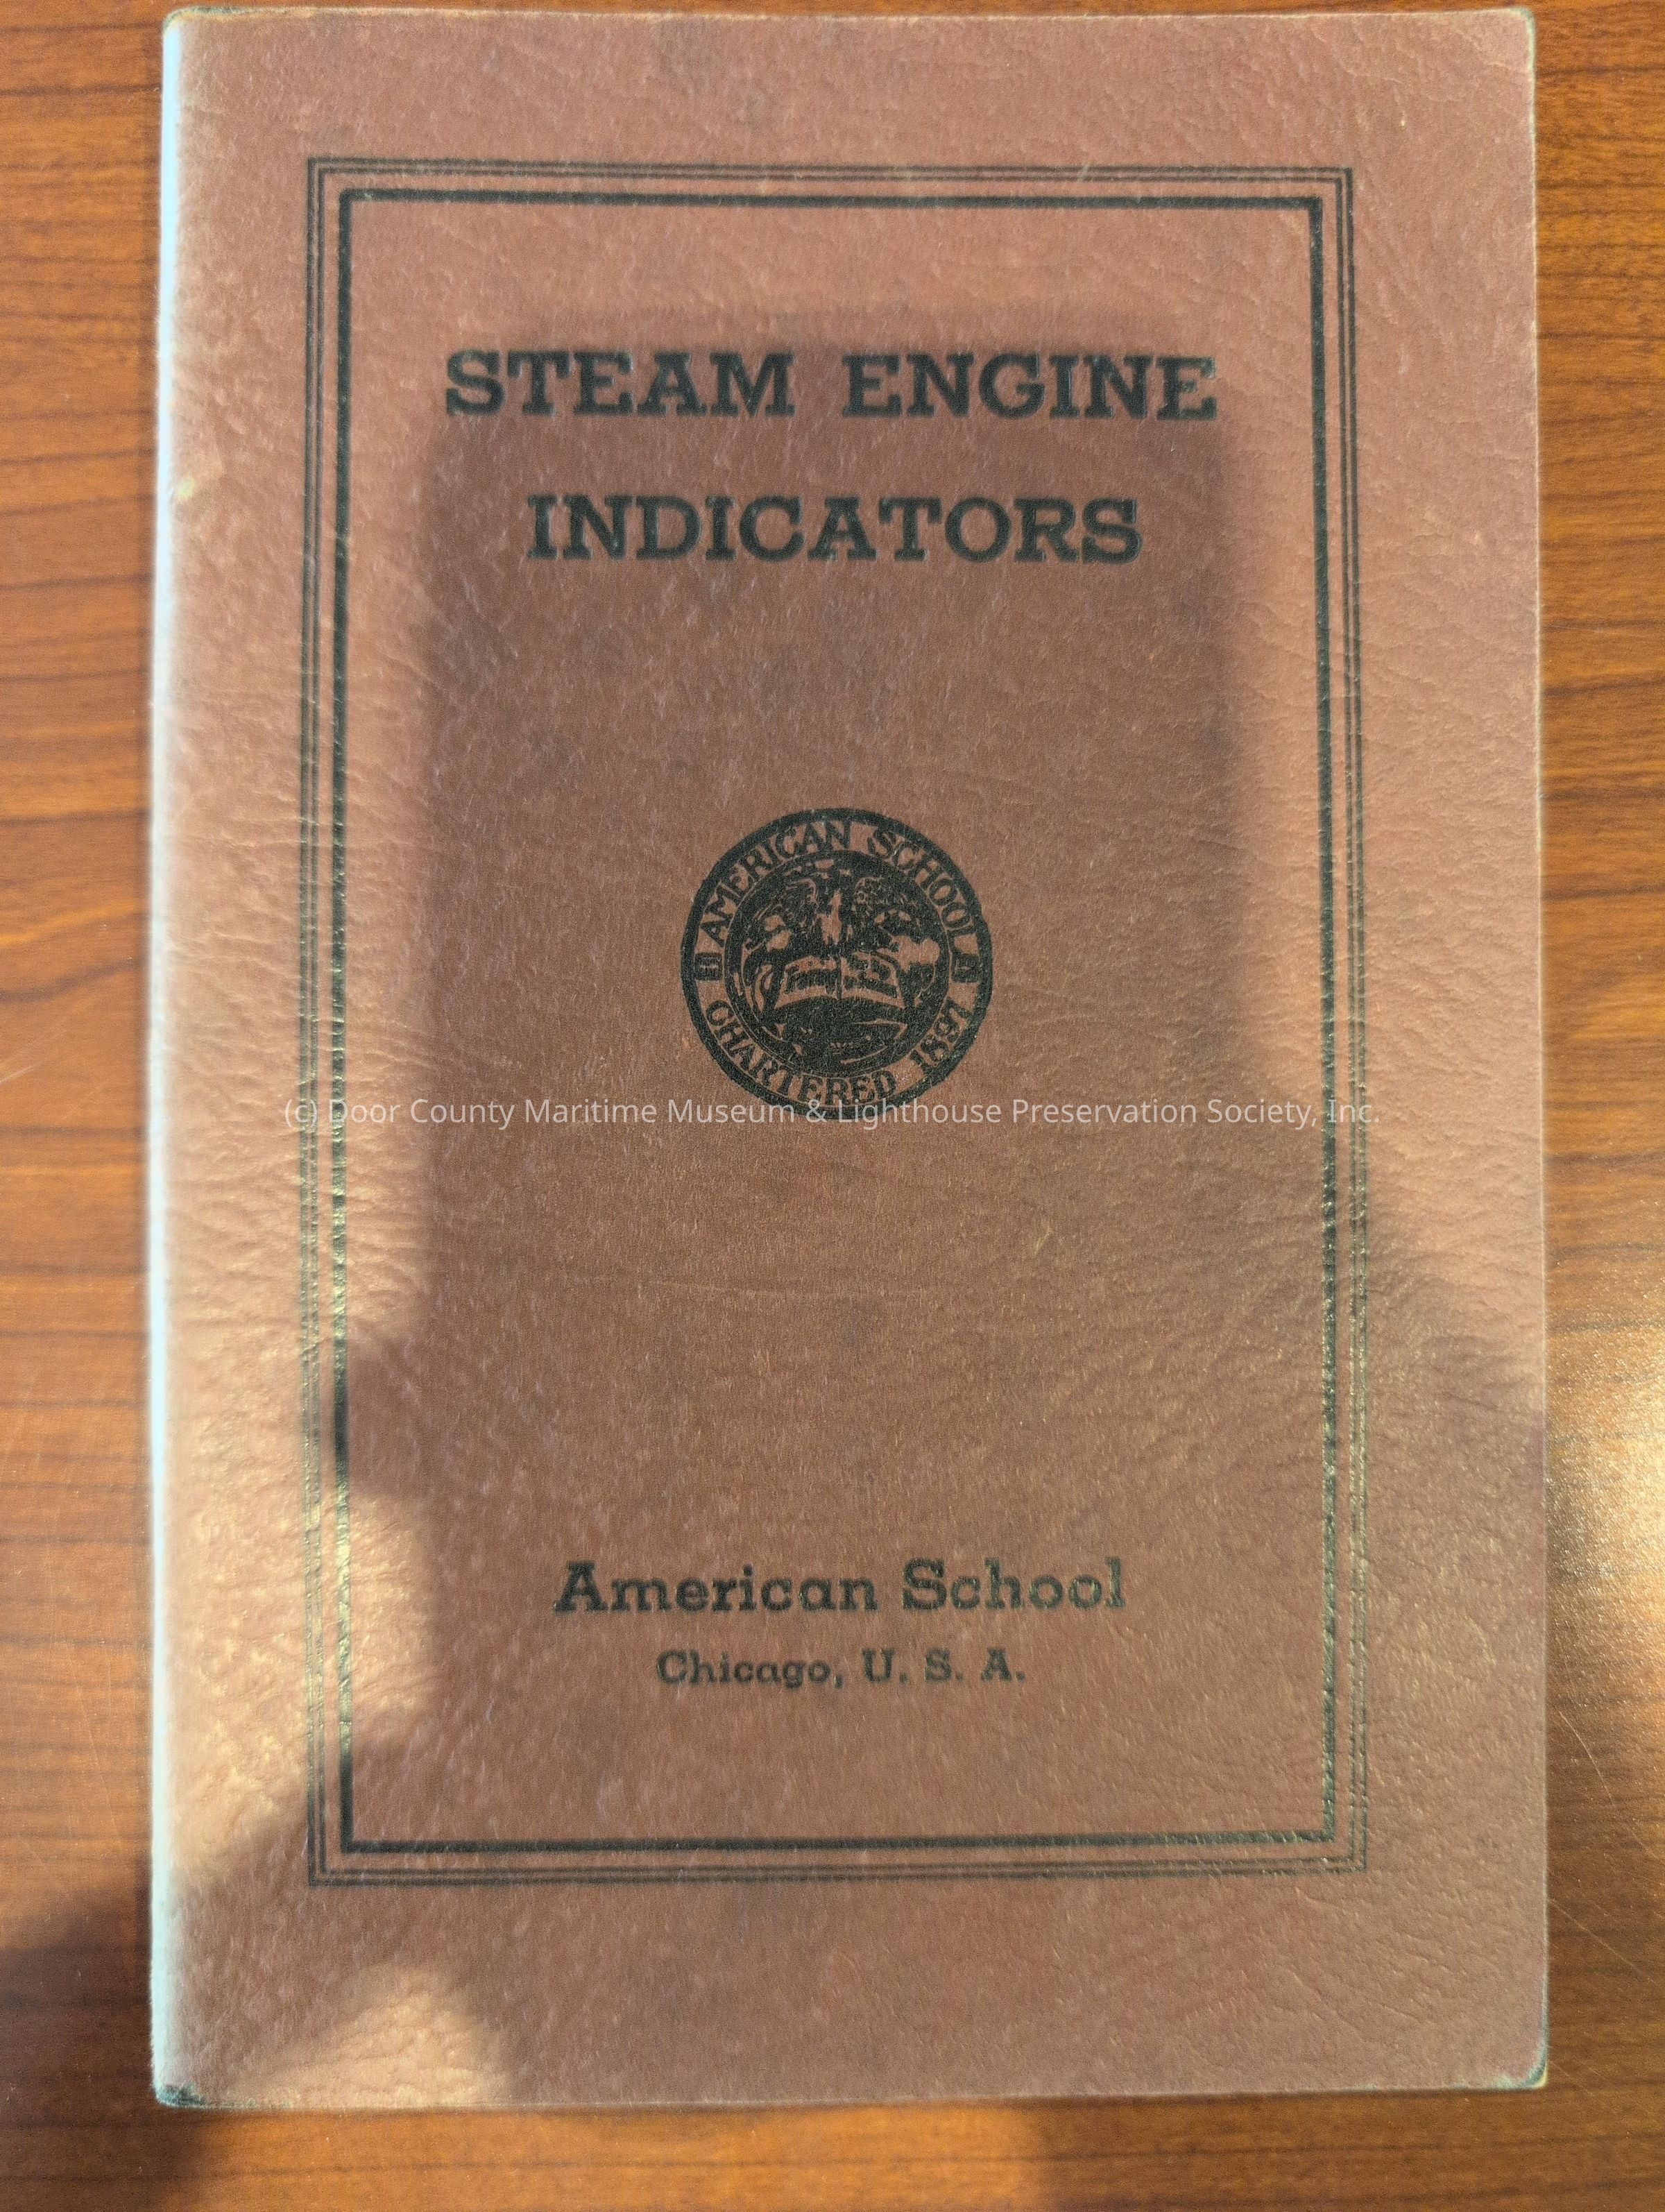 STEAM ENGINE
INDICATORS
AMERICAN SCHOOL
CHARTERED 1897
(c) Door County Maritime Museum & Lighthouse Preservation Society, Inc.
American School
Chicago, U. S. A.